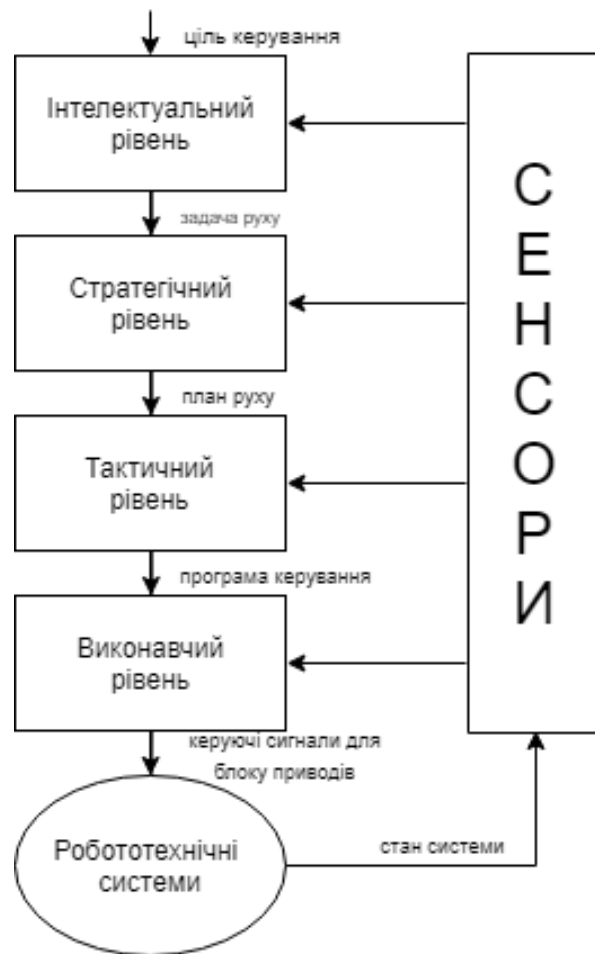 ціль керування
Інтелектуальний
рівень
задача руху
Стратегічний
рівень
план руху
Тактичний
рівень
програма керування
Виконавчий
рівень
керуючі сигнали для
блоку приводів
Робототехнічні
системи
стан системи
С
Е
Н
С
О
Р
И